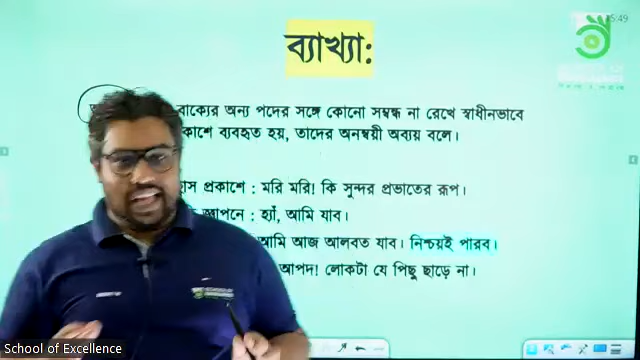 ব্যাখ্যা:
বাক্যের অন্য পদের সঙ্গে কোনো সম্বন্ধ না রেখে স্বাধীনভাবে
ব্যবহৃত হয়, তাদের অনন্বয়ী অব্যয় বলে।
প্রকাশে : মরি মরি! কি সুন্দর প্রভাতের রূপ।
জ্ঞাপনে : হ্যাঁ, আমি যাব।
আমি আজ আলবত যাব। নিশ্চয়ই পারব।
আপদ! লোকটা যে পিছু ছাড়ে না।
School of Excellence